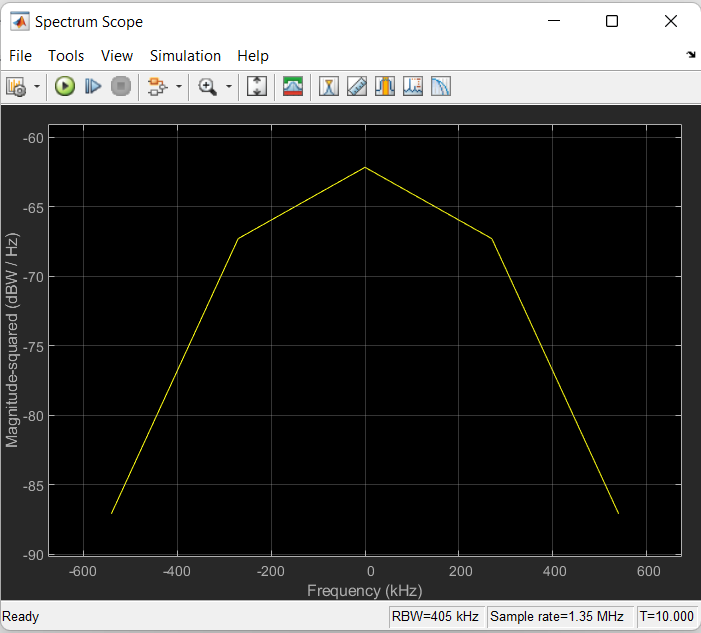 Spectrum Scope
File Tools View Simulation Help
-60
-65
-70
-75
-80
-85
-90
Magnitude-squared (dBW / Hz)
-600 -400 -200 0 200 400 600
Frequency (kHz)
Ready RBW=405 kHz Sample rate=1.35 MHz T=10.000